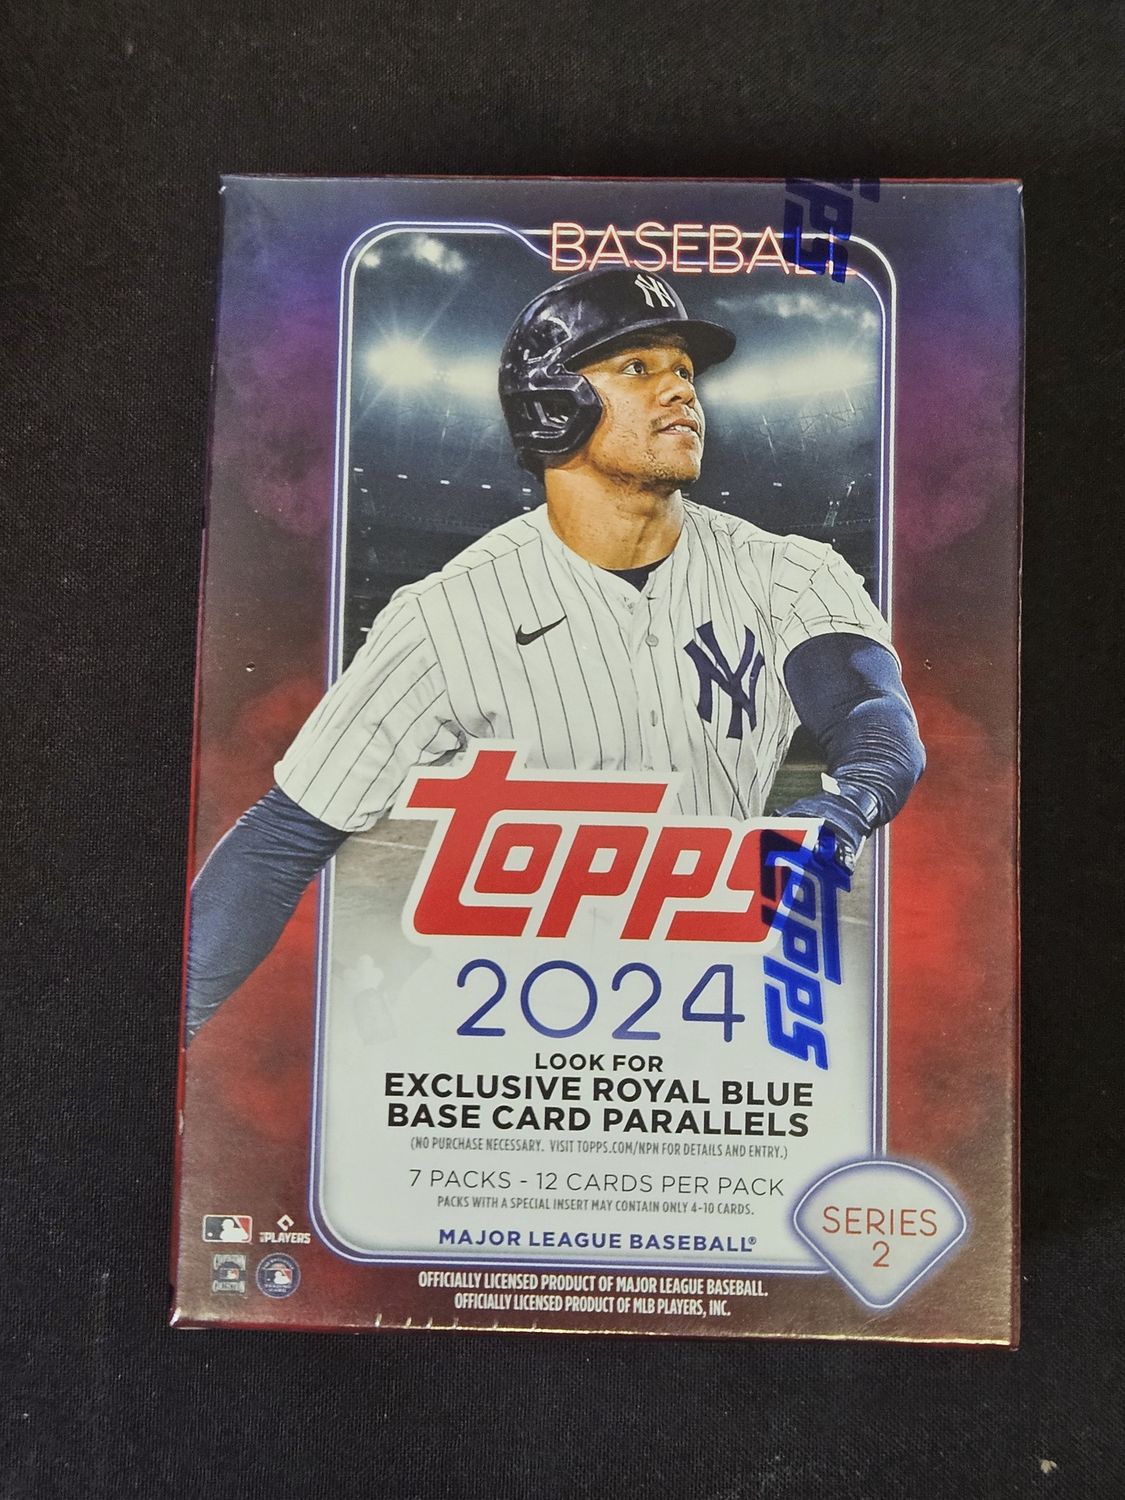 BASEBALL
Topps
NY
NY
Topps
Topps
2024
LOOK FOR
EXCLUSIVE ROYAL BLUE
BASE CARD PARALLELS
(NO PURCHASE NECESSARY. VISIT TOPPS.COM/NPN FOR DETAILS AND ENTRY.)
7 PACKS - 12 CARDS PER PACK
PACKS WITH A SPECIAL INSERT MAY CONTAIN ONLY 4-10 CARDS.
MAJOR LEAGUE BASEBALL®
SERIES
2
PLAYERS
OFFICIALLY LICENSED PRODUCT OF MAJOR LEAGUE BASEBALL.
OFFICIALLY LICENSED PRODUCT OF MLB PLAYERS, INC.